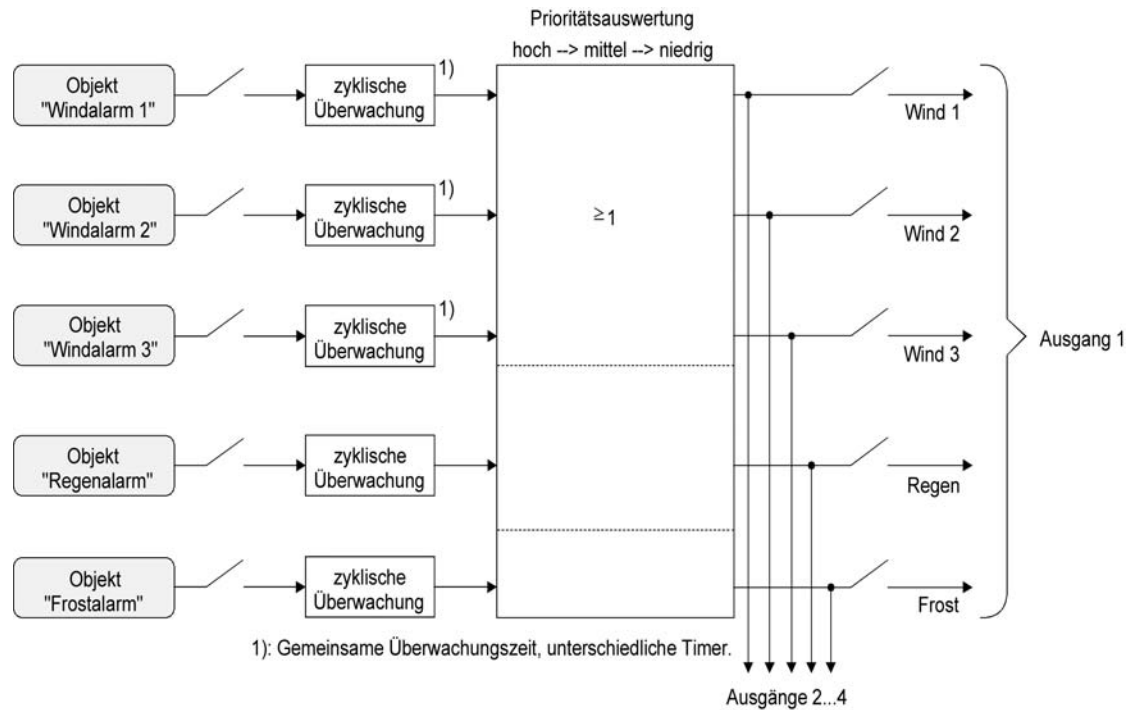 Prioritätsauswertung
hoch --> mittel --> niedrig
Objekt
"Windalarm 1"
zyklische
Überwachung
1)
Wind 1
Objekt
"Windalarm 2"
zyklische
Überwachung
1)
≥1
Wind 2
Objekt
"Windalarm 3"
zyklische
Überwachung
1)
Wind 3
Ausgang 1
Objekt
"Regenalarm"
zyklische
Überwachung
Regen
Objekt
"Frostalarm"
zyklische
Überwachung
Frost
1): Gemeinsame Überwachungszeit, unterschiedliche Timer.
Ausgänge 2...4